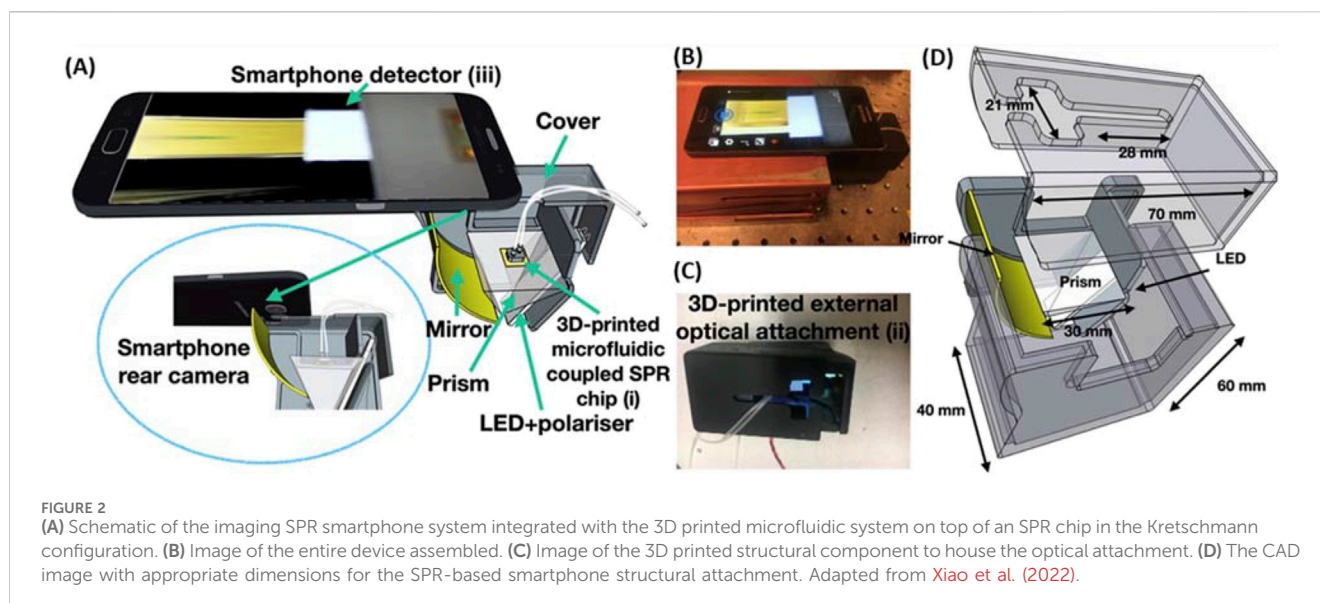 (A)
Smartphone detector (iii)
Cover
Smartphone
rear camera
Mirror
Prism
LED+polariser
3D-printed
microfluidic
coupled SPR
chip (i)
(B)
(C)
3D-printed external
optical attachment (ii)
(D)
21 mm
28 mm
70 mm
Mirror
LED
Prism
30 mm
60 mm
40 mm
FIGURE 2
(A) Schematic of the imaging SPR smartphone system integrated with the 3D printed microfluidic system on top of an SPR chip in the Kretschmann
configuration. (B) Image of the entire device assembled. (C) Image of the 3D printed structural component to house the optical attachment. (D) The CAD
image with appropriate dimensions for the SPR-based smartphone structural attachment. Adapted from Xiao et al. (2022).